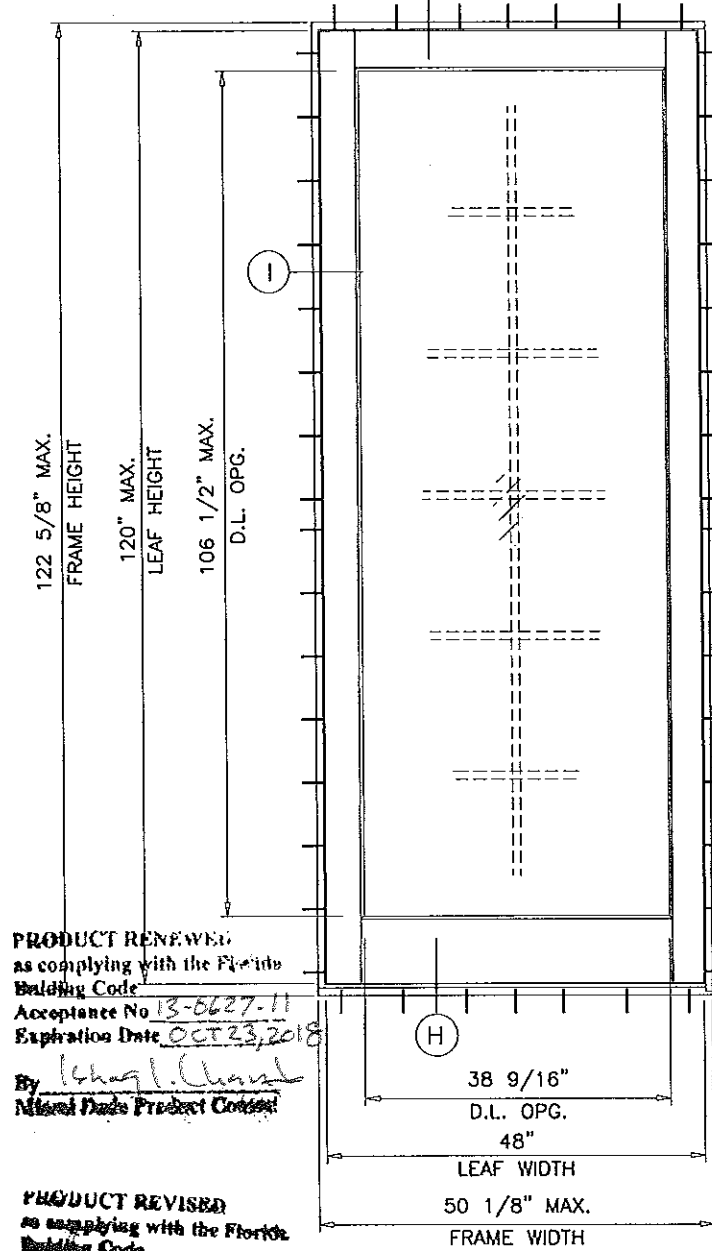 122 5/8" MAX.
FRAME HEIGHT
120" MAX.
LEAF HEIGHT
106 1/2" MAX.
D.L. OPG.
I
H
38 9/16"
D.L. OPG.
48"
LEAF WIDTH
50 1/8" MAX.
FRAME WIDTH
PRODUCT RENEWED
as complying with the Florida
Building Code
Acceptance No 13-0627.11
Expiration Date OCT 23, 2018
By
Miami Dade Product Control
PRODUCT REVISED
as complying with the Florida
Building Code